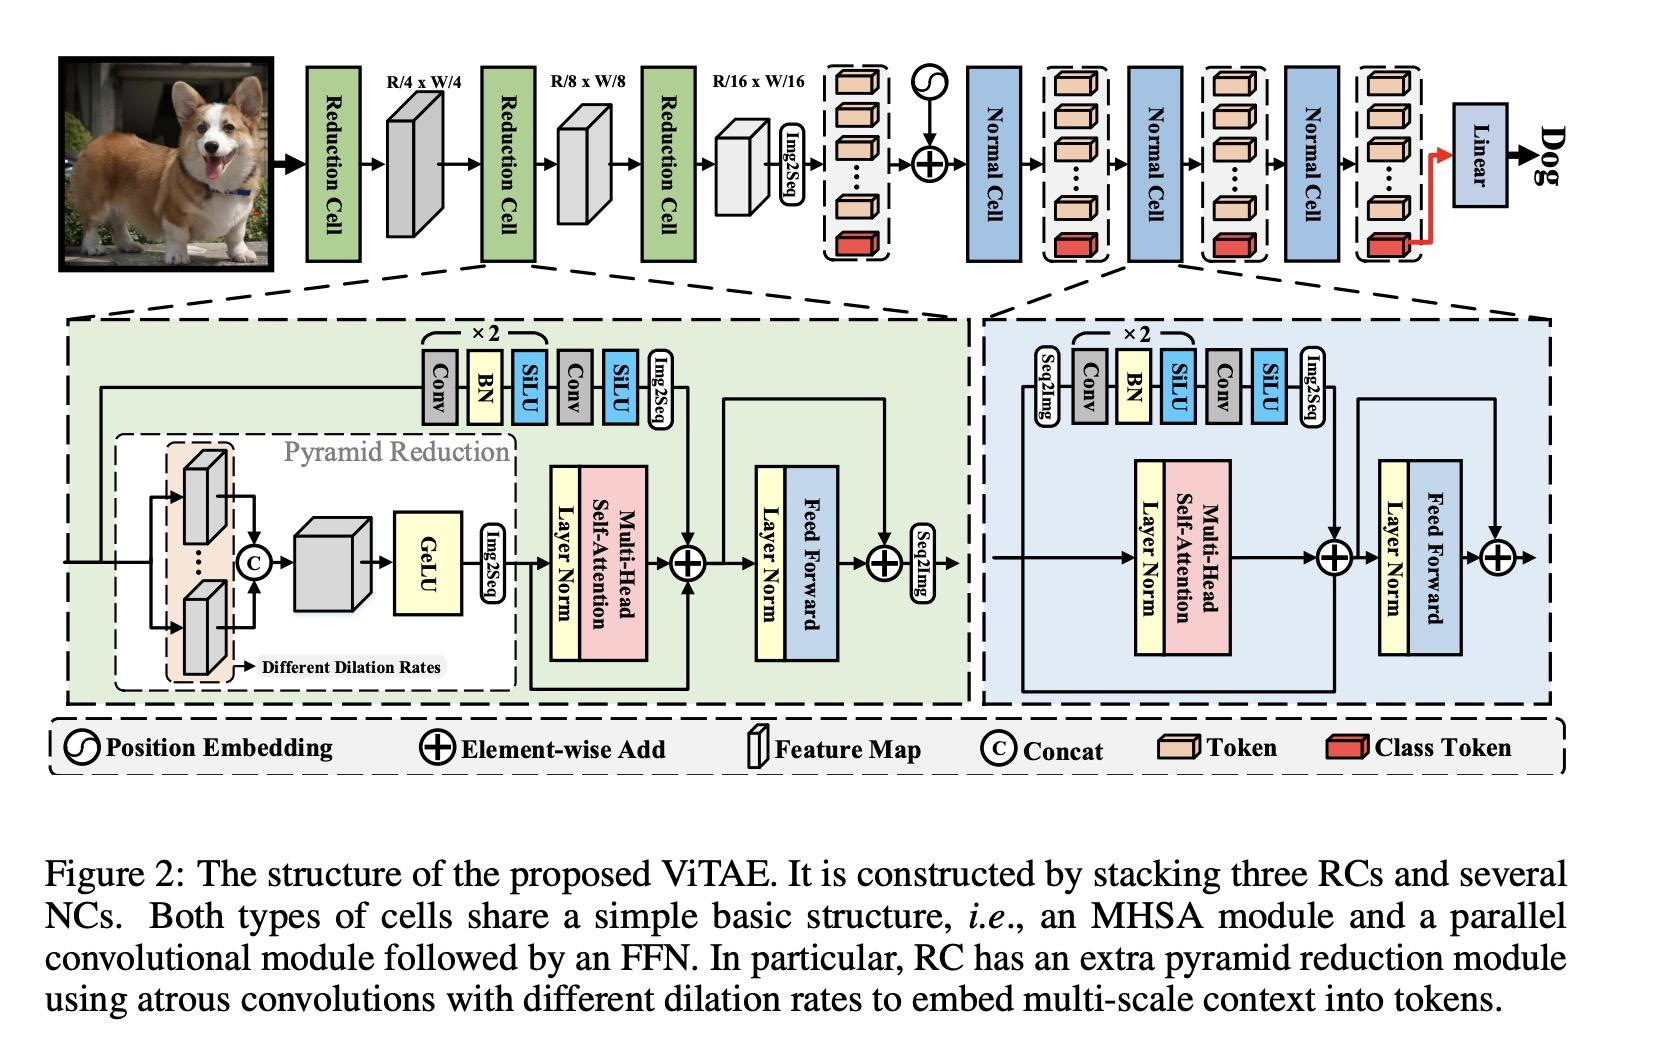 R/4 x W/4
R/8 x W/8
R/16 x W/16
Reduction Cell
Reduction Cell
Reduction Cell
Img2Seq
Normal Cell
Normal Cell
Normal Cell
Linear
Dog
×2
Conv
BN
SiLU
Conv
SiLU
Img2Seq
Pyramid Reduction
GeLU
Img2Seq
Layer Norm
Multi-Head
Self-Attention
Layer Norm
Feed Forward
Seq2Img
C
Different Dilation Rates
×2
Seq2Img
Conv
BN
SiLU
Conv
SiLU
Img2Seq
Layer Norm
Multi-Head
Self-Attention
Layer Norm
Feed Forward
Position Embedding
Element-wise Add
Feature Map
C Concat
Token
Class Token
Figure 2: The structure of the proposed ViTAE. It is constructed by stacking three RCs and several
NCs. Both types of cells share a simple basic structure, i.e., an MHSA module and a parallel
convolutional module followed by an FFN. In particular, RC has an extra pyramid reduction module
using atrous convolutions with different dilation rates to embed multi-scale context into tokens.